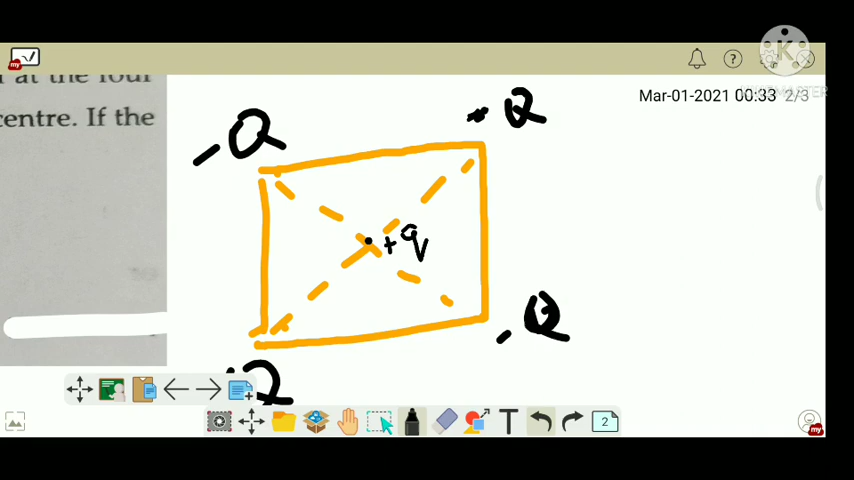 at the four
centre. If the
Mar-01-2021 00:33 2/3
-Q
-Q
+q
-Q
T
2